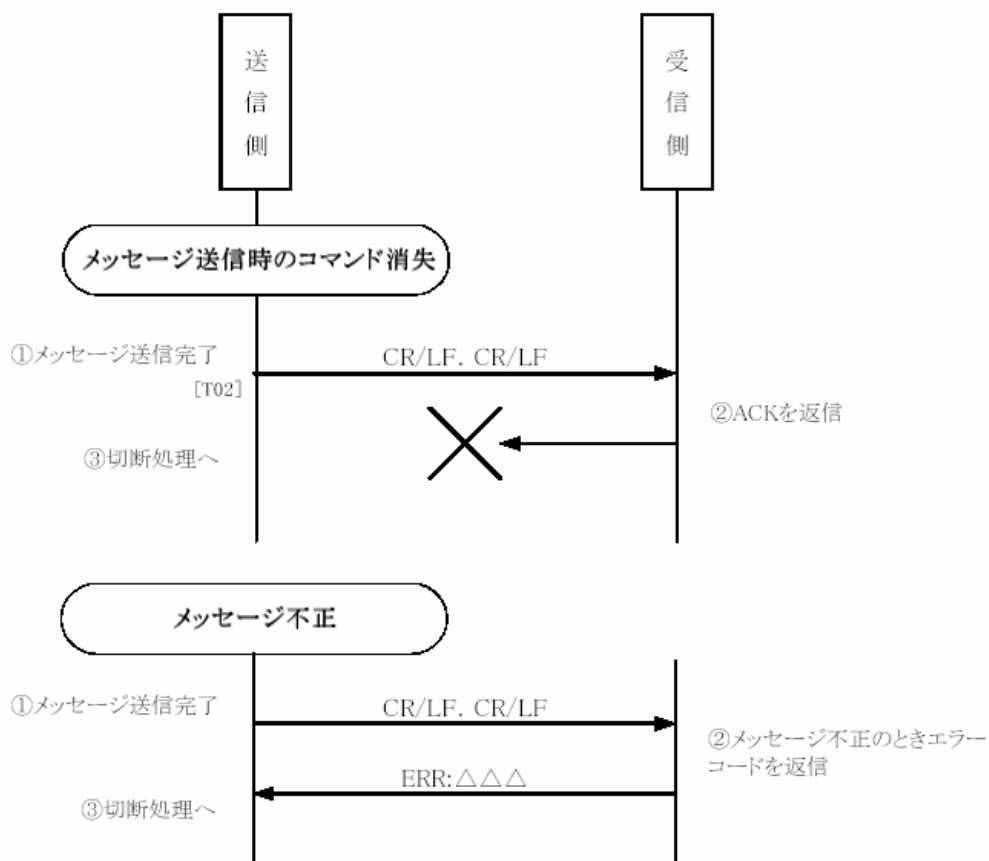 送信側
受信側
メッセージ送信時のコマンド消失
①メッセージ送信完了
CR/LF. CR/LF
[T02]
②ACKを返信
③切断処理へ
メッセージ不正
①メッセージ送信完了
CR/LF. CR/LF
②メッセージ不正のときエラー
コードを返信
ERR:△△△
③切断処理へ